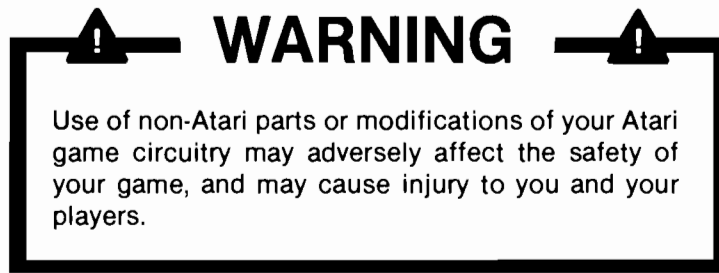 WARNING
Use of non-Atari parts or modifications of your Atari
game circuitry may adversely affect the safety of
your game, and may cause injury to you and your
players.